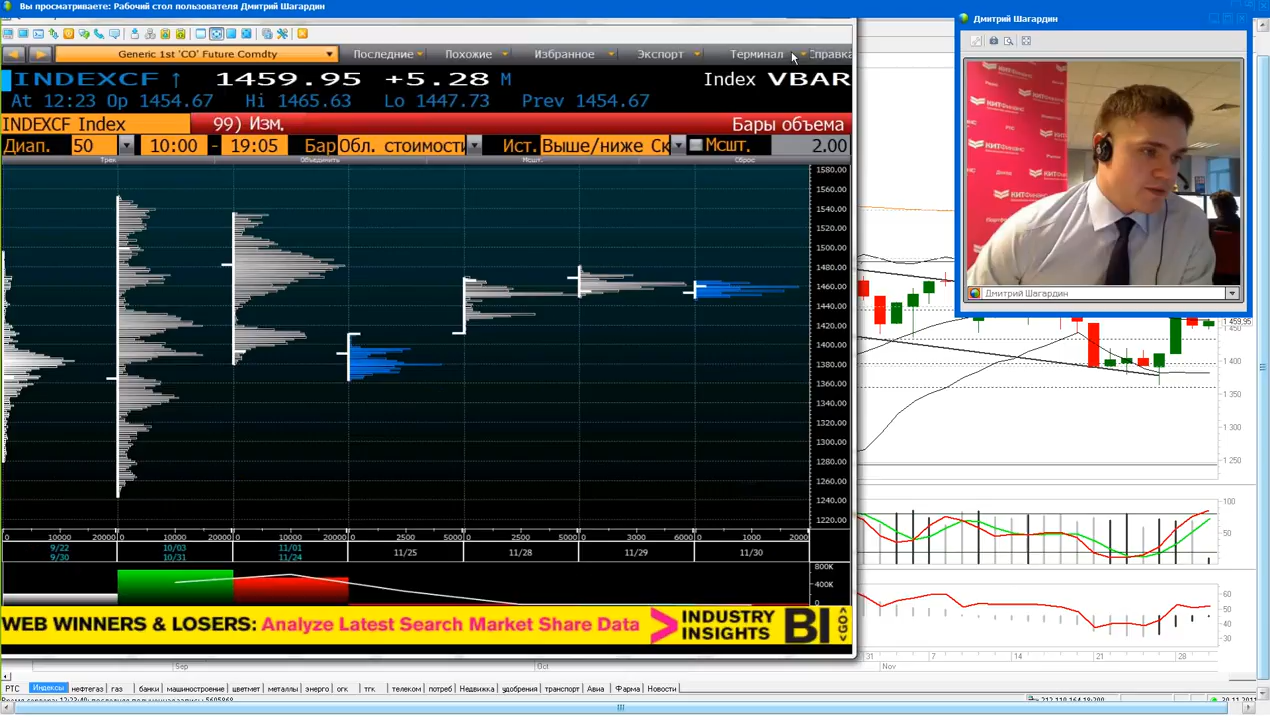 Вы просматриваете: Рабочий стол пользователя Дмитрий Шагардин
Generic 1st 'CO' Future Comdty
Последние Похожие Избранное Экспорт Терминал Справка
INDEXCF ↑ 1459.95 +5.28 M Index VBAR
At 12:23 Op 1454.67 Hi 1465.63 Lo 1447.73 Prev 1454.67
INDEXCF Index 99) Изм. Бары объема
Диап. 50 10:00 - 19:05 Бар Обл. стоимости Ист. Выше/ниже Ск Мсшт. 2.00
Трек Объединить Мсшт. Сброс
1580.00
1560.00
1540.00
1520.00
1500.00
1480.00
1460.00
1440.00
1420.00
1400.00
1380.00
1360.00
1340.00
1320.00
1300.00
1280.00
1260.00
1240.00
1220.00
10000 20000 10000 20000 10000 20000 2500 5000 2500 5000 3000 6000 1000 2000
9/22 10/03 11/01 11/25 11/28 11/29 11/30
9/30 10/31 11/24
800K
400K
0
WEB WINNERS & LOSERS: Analyze Latest Search Market Share Data INDUSTRY INSIGHTS BI <GO>
Дмитрий Шагардин
КИТФинанс
Дмитрий Шагардин
1459,95
1 450
1 400
1 350
1 300
1 250
100
50
0
60
50
40
30
Sep Oct 31 Nov 7 14 21 28
РТС Индексы нефтегаз газ банки машиностроение цветмет металлы энерго огк тгк телеком потреб Недвижка удобрения транспорт Авиа Фарма Новости